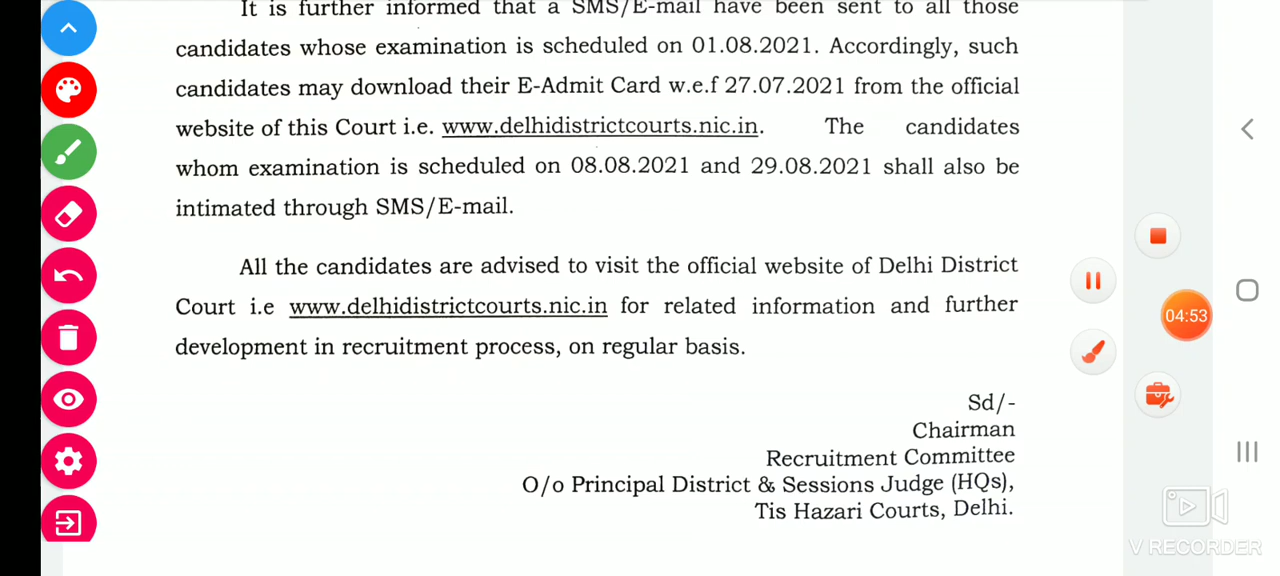 It is further informed that a SMS/E-mail have been sent to all those
candidates whose examination is scheduled on 01.08.2021. Accordingly, such
candidates may download their E-Admit Card w.e.f 27.07.2021 from the official
website of this Court i.e. www.delhidistrictcourts.nic.in. The candidates
whom examination is scheduled on 08.08.2021 and 29.08.2021 shall also be
intimated through SMS/E-mail.
All the candidates are advised to visit the official website of Delhi District
Court i.e www.delhidistrictcourts.nic.in for related information and further
development in recruitment process, on regular basis.
Sd/-
Chairman
Recruitment Committee
O/o Principal District & Sessions Judge (HQs),
Tis Hazari Courts, Delhi.
04:53
V RECORDER